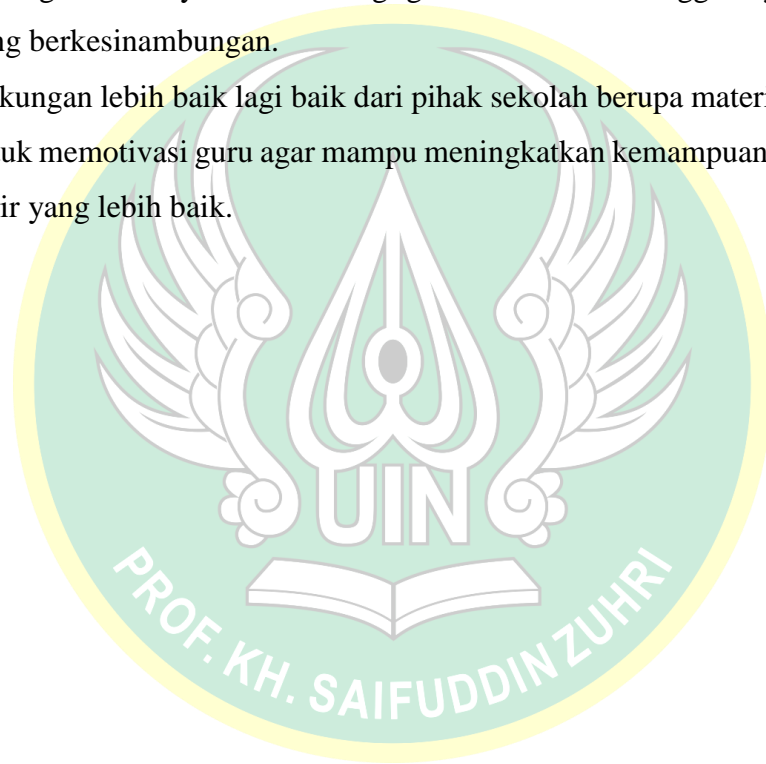 ng berkesinambungan.
kungan lebih baik lagi baik dari pihak sekolah berupa materi
tuk memotivasi guru agar mampu meningkatkan kemampuan
ir yang lebih baik.
UIN
PROF. KH. SAIFUDDIN ZUHRI